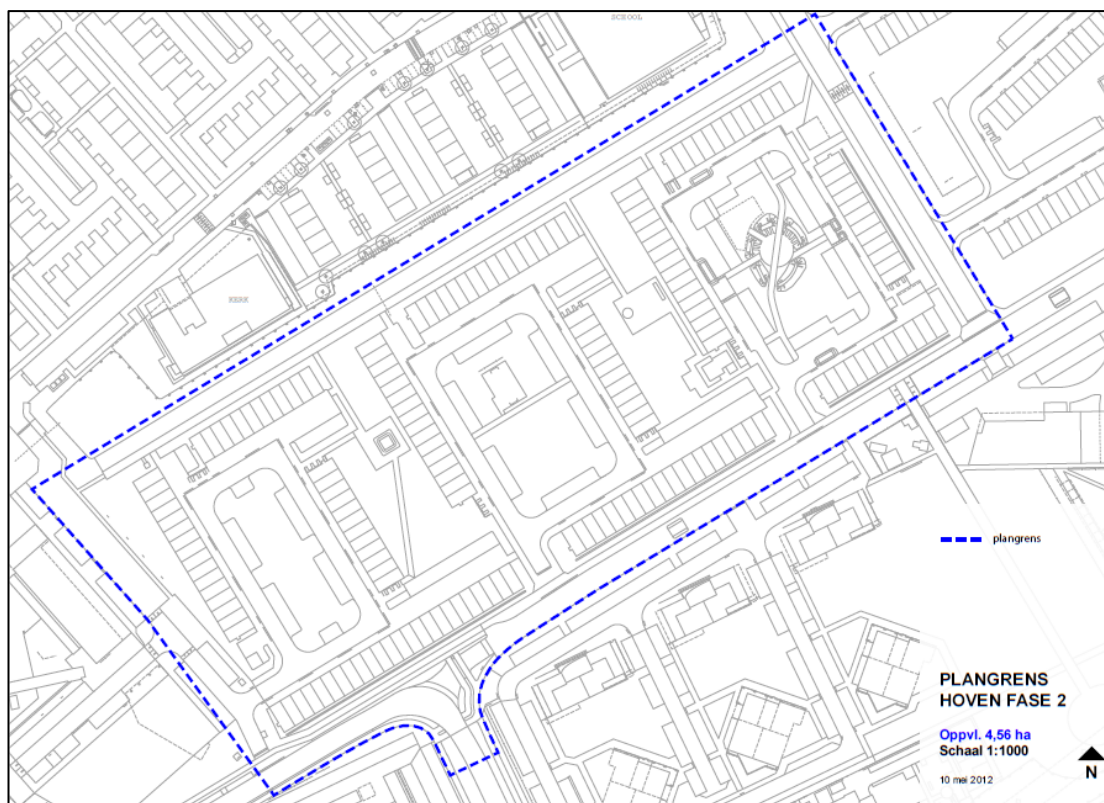 SCHOOL
KERK
plangrens
PLANGRENS
HOVEN FASE 2
Oppvl. 4,56 ha
Schaal 1:1000
10 mei 2012
N